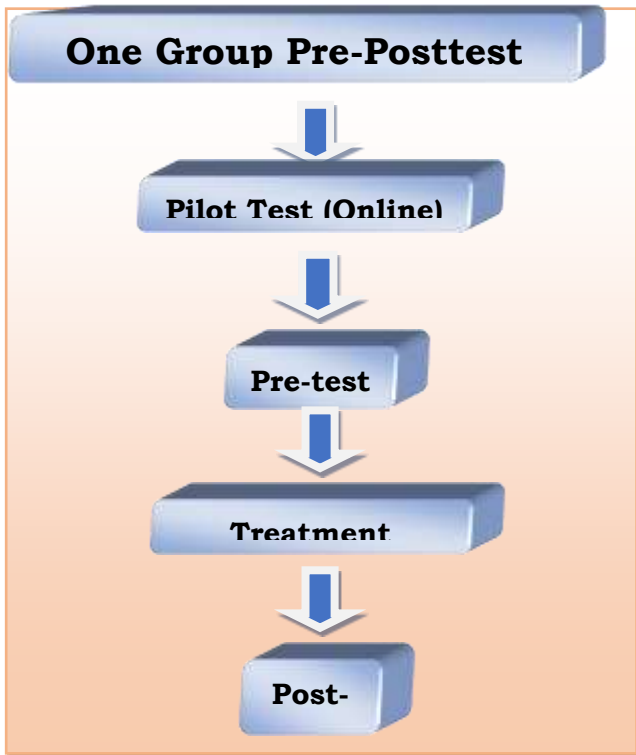 One Group Pre-Posttest
Pilot Test (Online)
Pre-test
Treatment
Post-